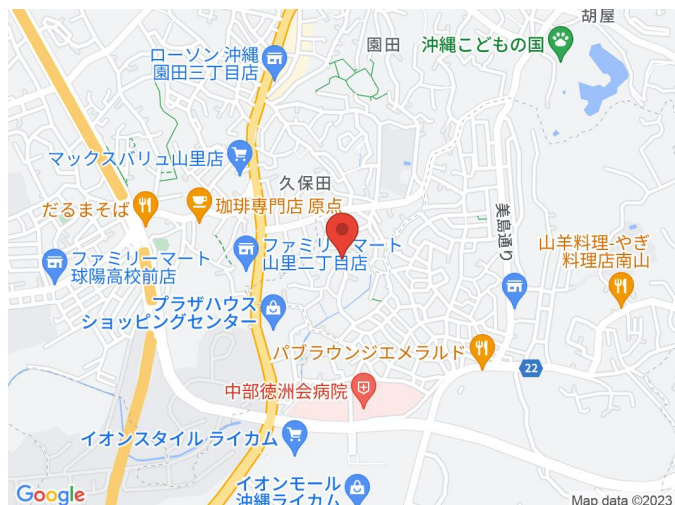 胡屋
園田
沖縄こどもの国
ローソン 沖縄
園田三丁目店
マックスバリュ山里店
久保田
だるまそば
珈琲専門店 原点
美島通り
ファミリーマート
山里二丁目店
山羊料理-やぎ
料理店南山
ファミリーマート
球陽高校前店
プラザハウス
ショッピングセンター
パブラウンジエメラルド
22
中部徳洲会病院
イオンスタイル ライカム
イオンモール
沖縄ライカム
Google
Map data ©2023